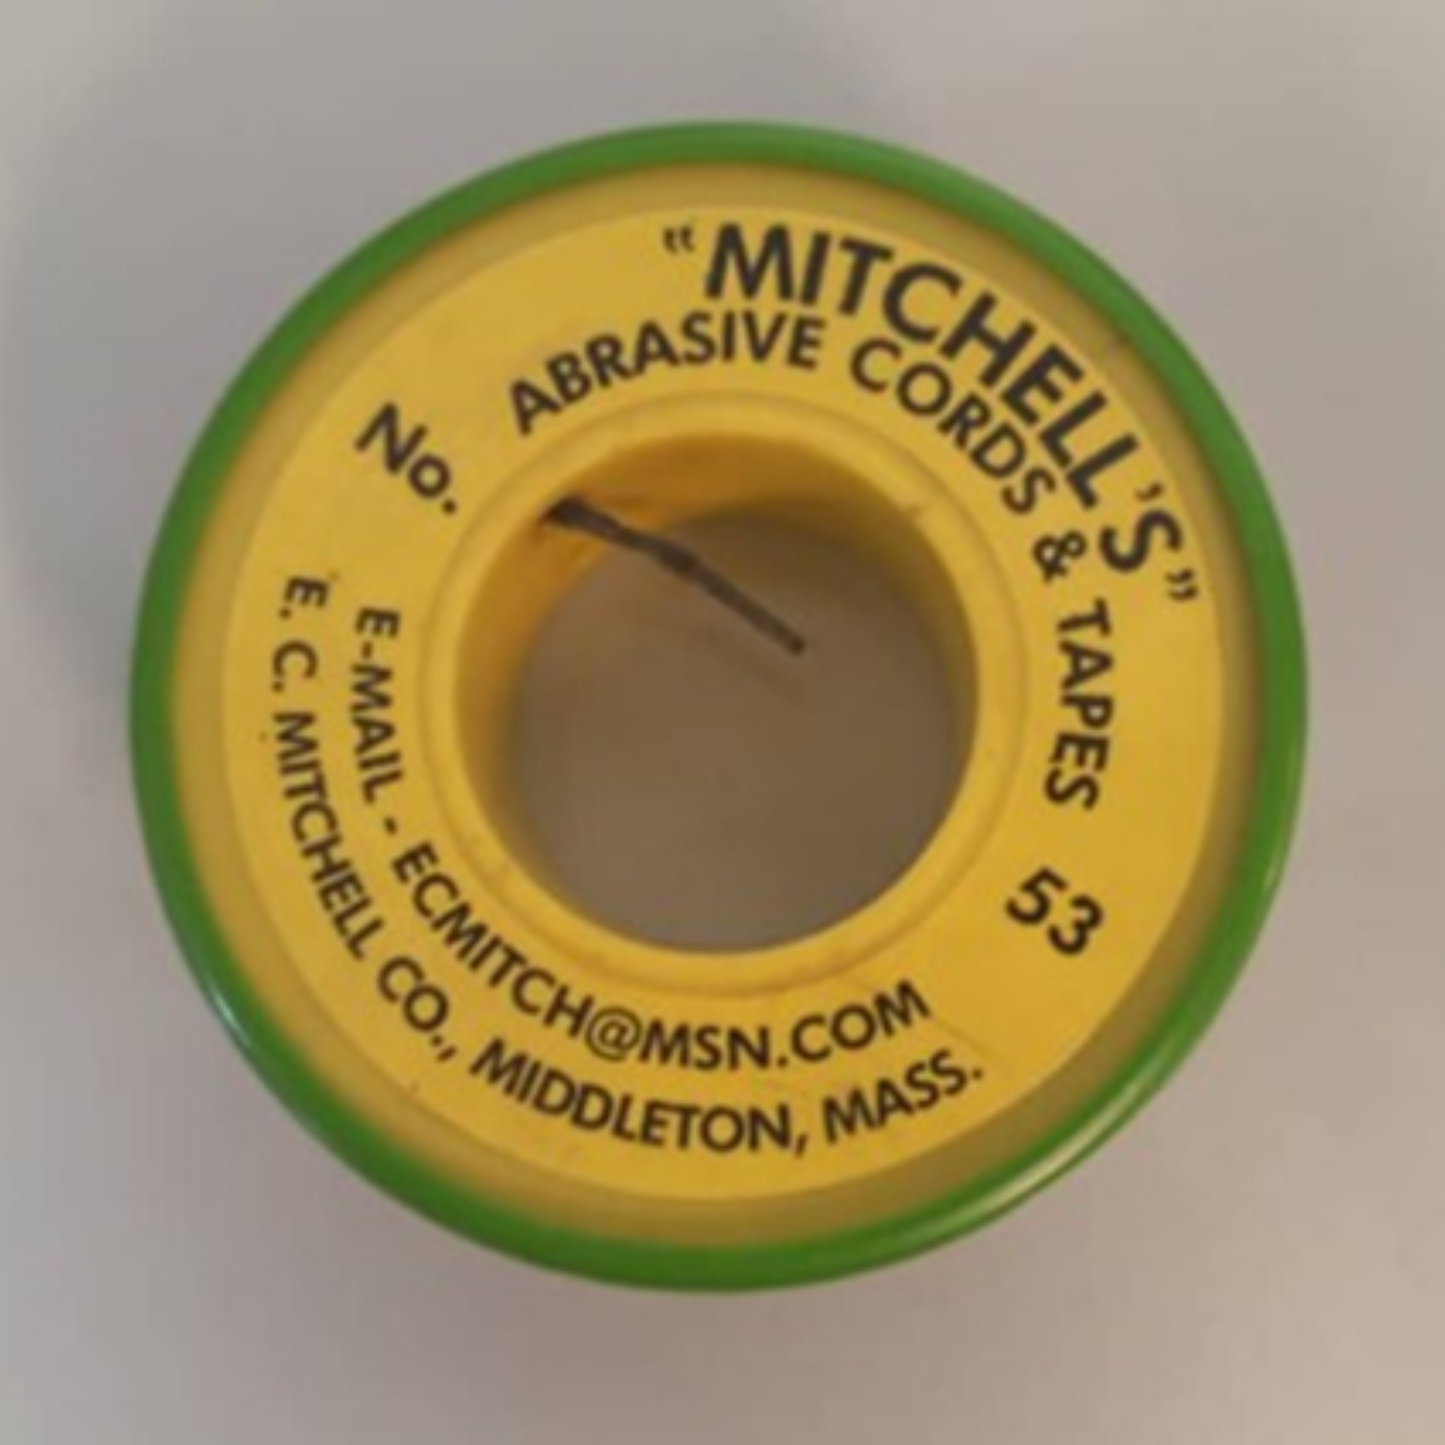 “MITCHELL'S”
ABRASIVE CORDS & TAPES
No. 53
E-MAIL - ECMITCH@MSN.COM
E. C. MITCHELL CO., MIDDLETON, MASS.